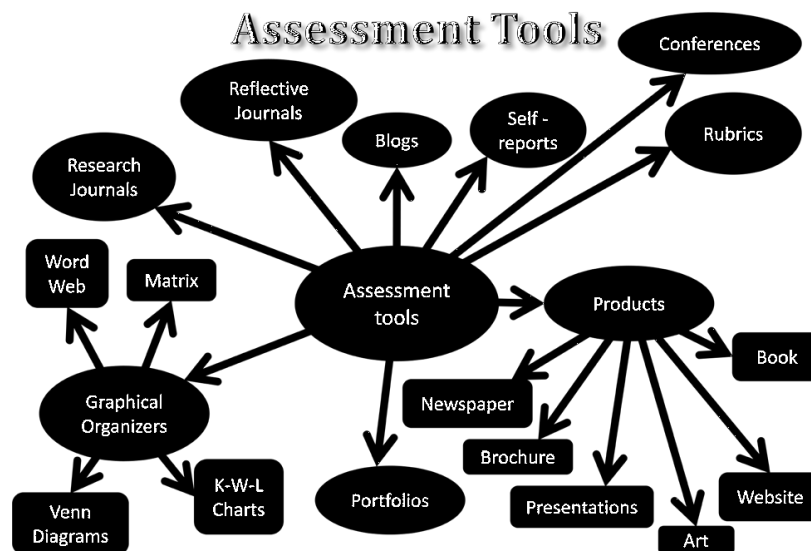 Assessment Tools
Conferences
Reflective
Journals
Self -
reports
Blogs
Rubrics
Research
Journals
Word
Web
Matrix
Assessment
tools
Products
Book
Newspaper
Graphical
Organizers
Brochure
K-W-L
Charts
Portfolios
Presentations
Website
Venn
Diagrams
Art